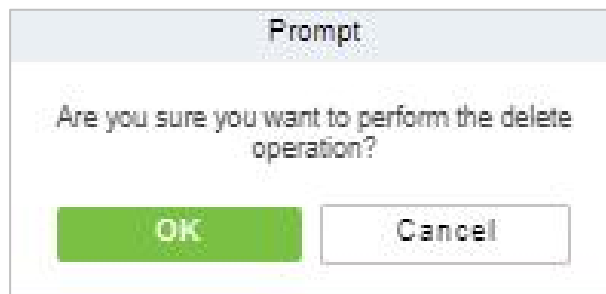 Prompt
Are you sure you want to perform the delete
operation?
OK
Cancel